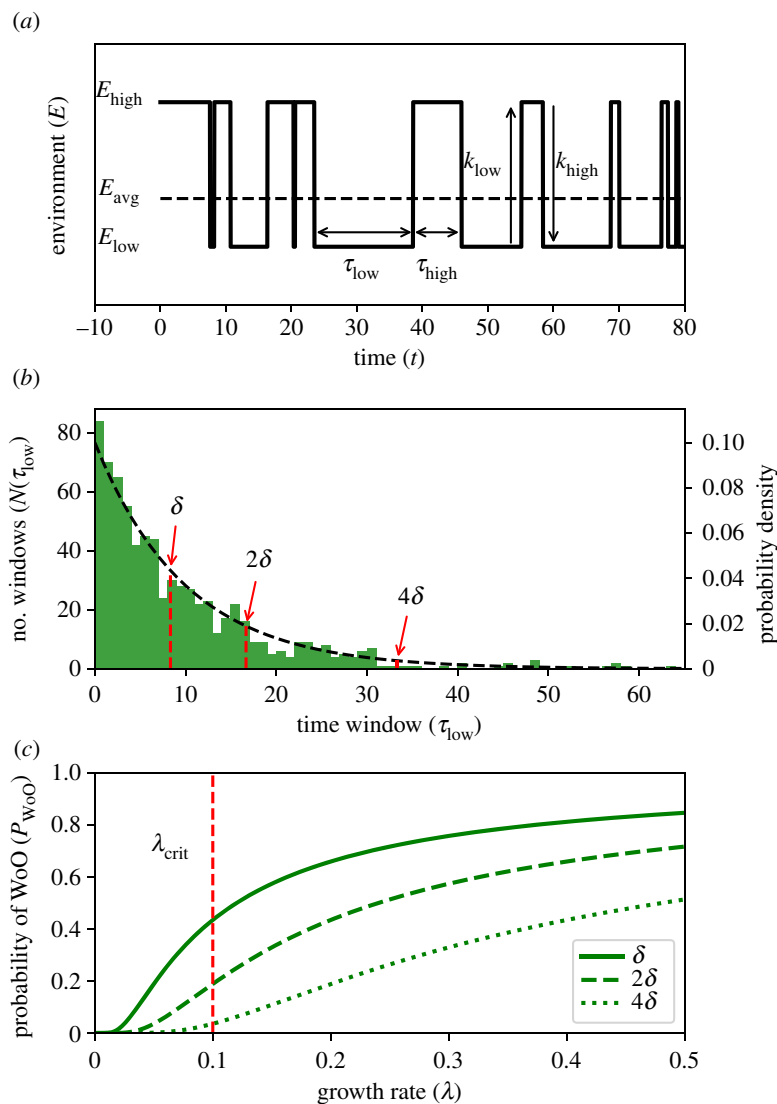 (a)
environment (E)
E_high
E_avg
E_low
k_low
k_high
τ_low
τ_high
–10 0 10 20 30 40 50 60 70 80
time (t)
(b)
no. windows (N(τ_low)
80
60
40
20
0
δ
2δ
4δ
0.10
0.08
0.06
0.04
0.02
0
probability density
0 10 20 30 40 50 60
time window (τ_low)
(c)
probability of WoO (P_WoO)
1.0
0.8
0.6
0.4
0.2
0
λ_crit
δ
2δ
4δ
0 0.1 0.2 0.3 0.4 0.5
growth rate (λ)